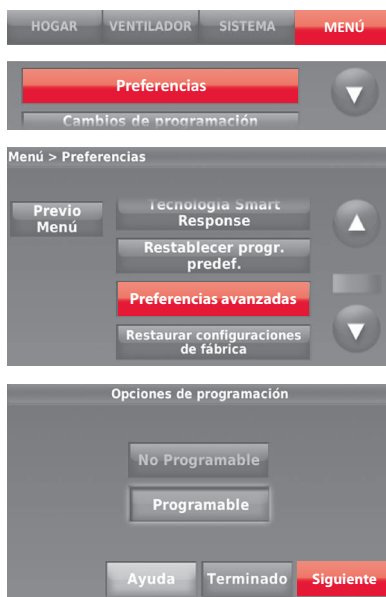 HOGAR VENTILADOR SISTEMA MENÚ
Preferencias
Cambios de programación
Menú > Preferencias
Previo
Menú
Tecnología Smart
Response
Restablecer progr.
predef.
Preferencias avanzadas
Restaurar configuraciones
de fábrica
Opciones de programación
No Programable
Programable
Ayuda Terminado Siguiente